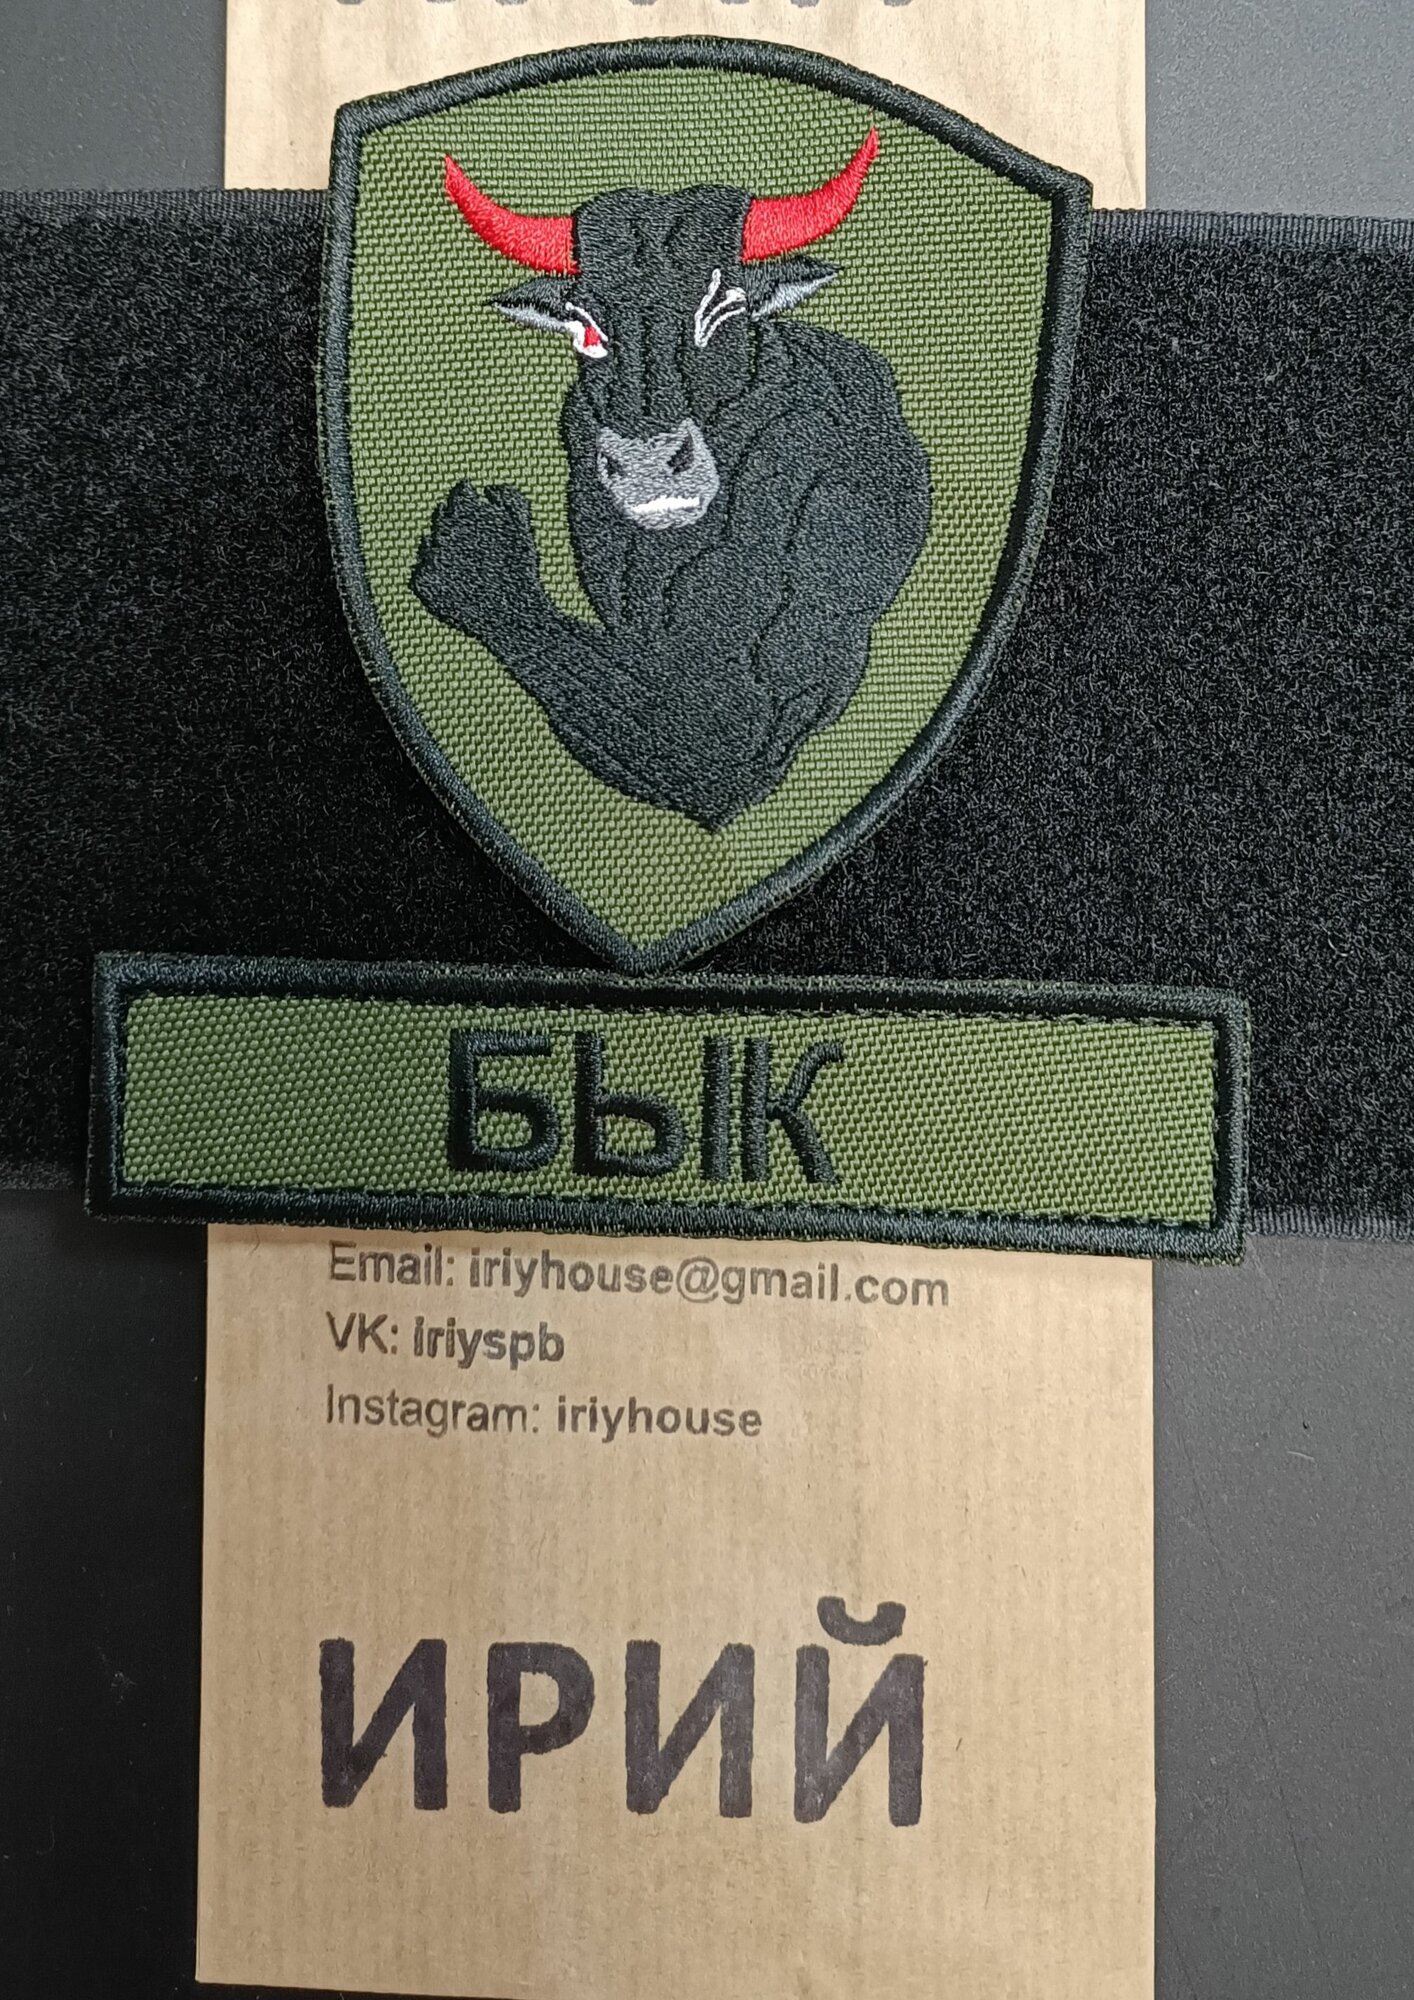 БЫК
Email: iriyhouse@gmail.com
VK: iriyspb
Instagram: iriyhouse
ИРИЙ